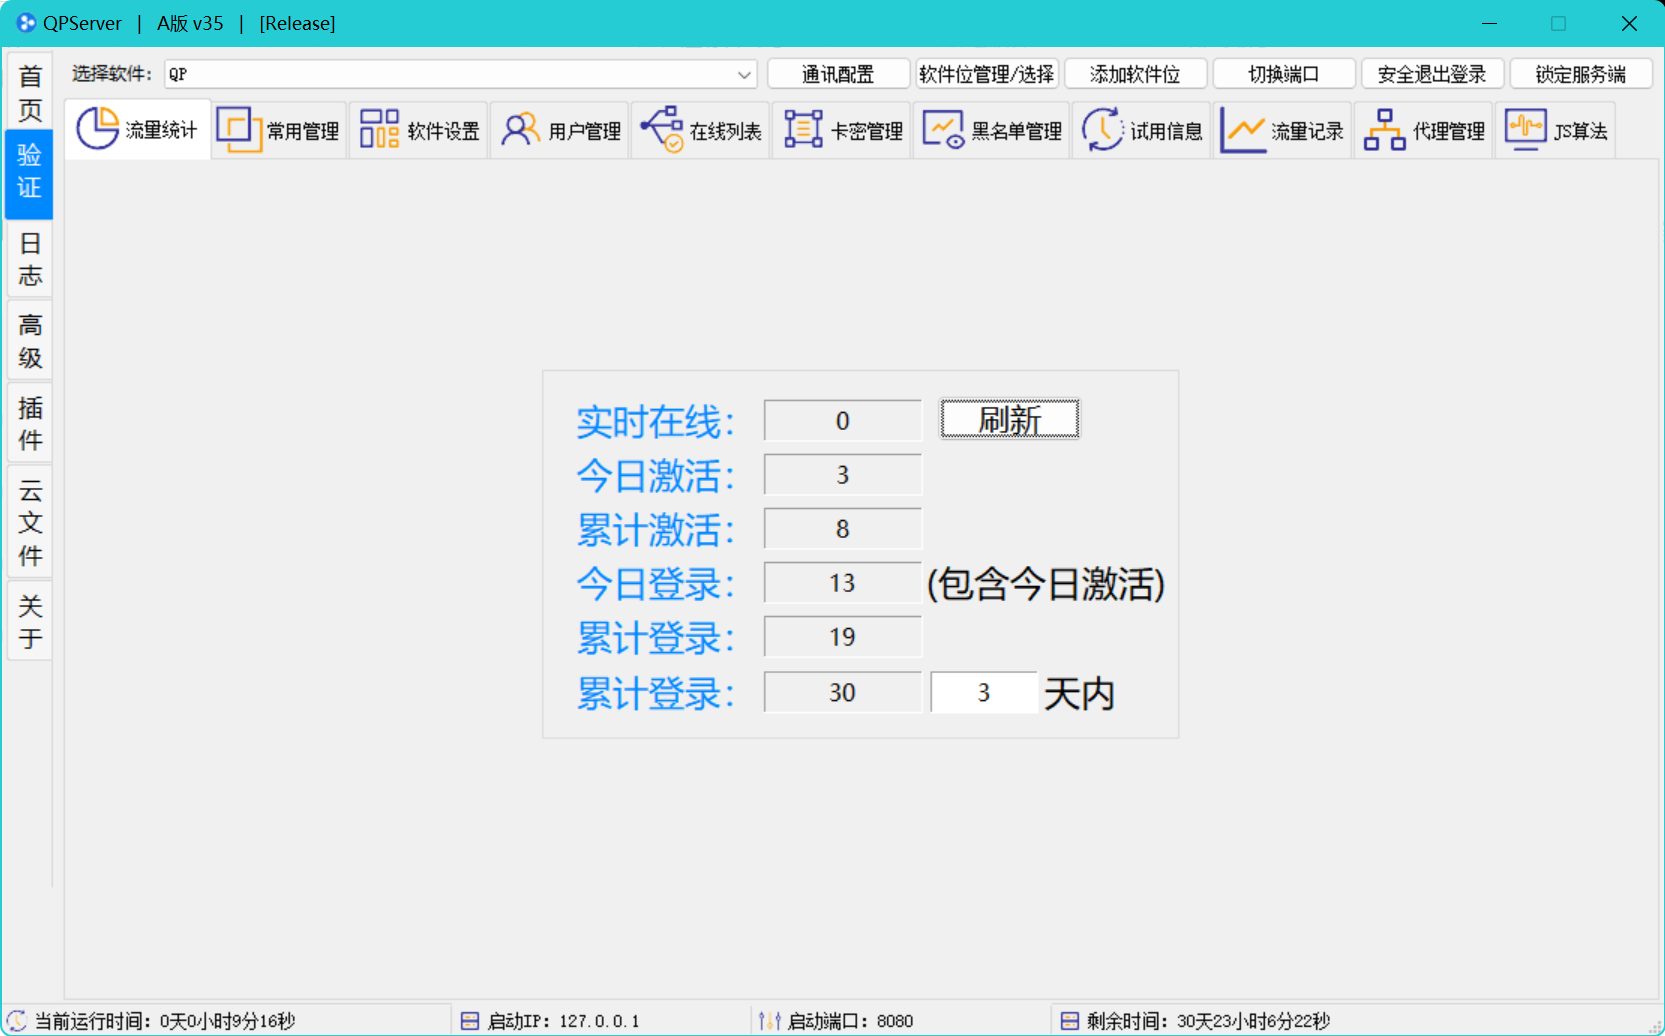 QPServer | A版 v35 | [Release]
首页
验证
日志
高级
插件
云文件
关于
选择软件: QP
通讯配置
软件位管理/选择
添加软件位
切换端口
安全退出登录
锁定服务端
流量统计
常用管理
软件设置
用户管理
在线列表
卡密管理
黑名单管理
试用信息
流量记录
代理管理
JS算法
实时在线: 0 刷新
今日激活: 3
累计激活: 8
今日登录: 13 (包含今日激活)
累计登录: 19
累计登录: 30 3 天内
当前运行时间: 0天0小时9分16秒
启动IP: 127.0.0.1
启动端口: 8080
剩余时间: 30天23小时6分22秒